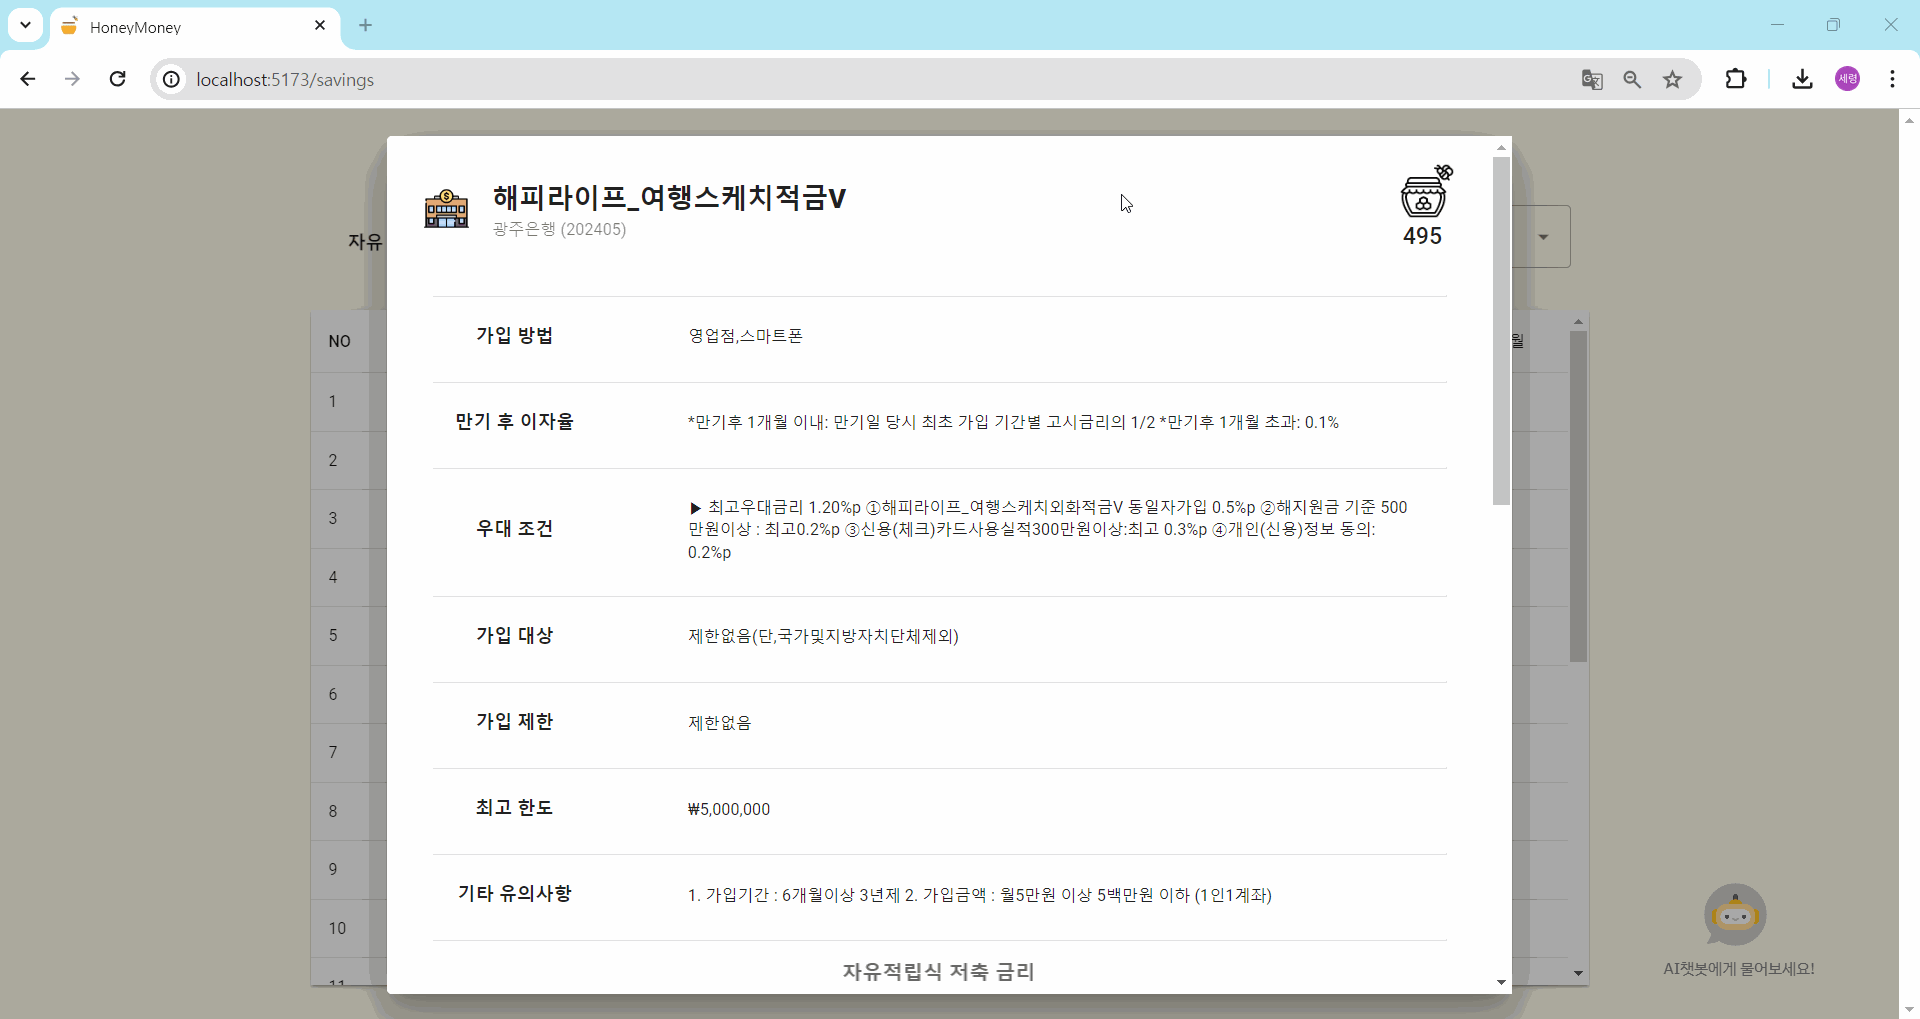 HoneyMoney
localhost:5173/savings
세령
해피라이프_여행스케치적금V
광주은행 (202405)
495
자유
NO
월
1
2
3
4
5
6
7
8
9
10
11
가입 방법
영업점,스마트폰
만기 후 이자율
*만기후 1개월 이내: 만기일 당시 최초 가입 기간별 고시금리의 1/2 *만기후 1개월 초과: 0.1%
우대 조건
▶ 최고우대금리 1.20%p ①해피라이프_여행스케치외화적금V 동일자가입 0.5%p ②해지원금 기준 500
만원이상 : 최고0.2%p ③신용(체크)카드사용실적300만원이상:최고 0.3%p ④개인(신용)정보 동의:
0.2%p
가입 대상
제한없음(단,국가및지방자치단체제외)
가입 제한
제한없음
최고 한도
₩5,000,000
기타 유의사항
1. 가입기간 : 6개월이상 3년제 2. 가입금액 : 월5만원 이상 5백만원 이하 (1인1계좌)
자유적립식 저축 금리
AI챗봇에게 물어보세요!